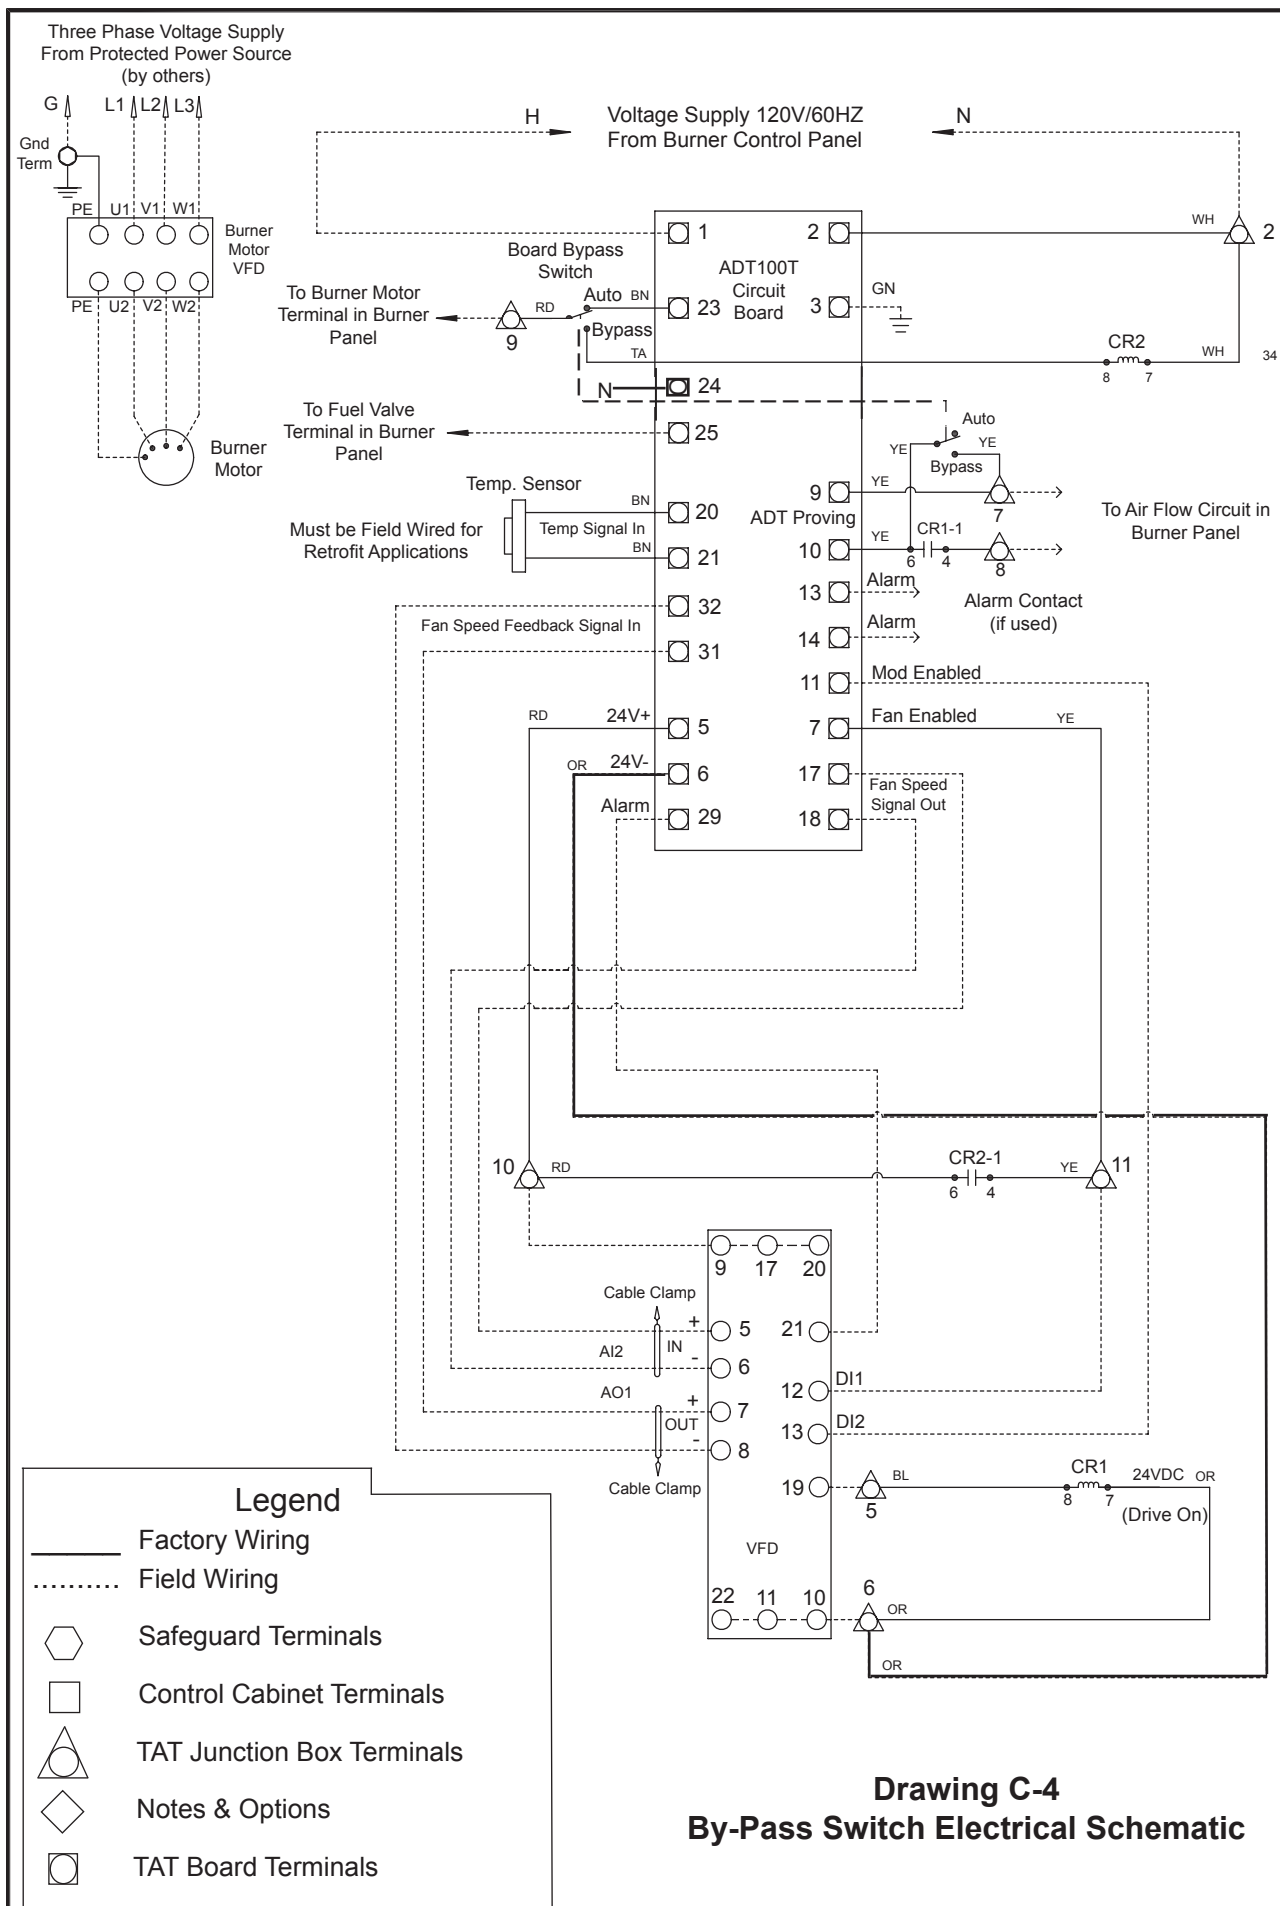 Three Phase Voltage Supply
From Protected Power Source
(by others)
G L1 L2 L3
Gnd
Term
PE U1 V1 W1
Burner
Motor
VFD
PE U2 V2 W2
Burner
Motor
H Voltage Supply 120V/60HZ N
From Burner Control Panel
1 2 WH 2
Board Bypass
Switch
ADT100T
Circuit
Board
To Burner Motor
Terminal in Burner
Panel
9 RD Auto BN 23 3 GN
Bypass
TA CR2 WH 34
8 7
N 24
To Fuel Valve
Terminal in Burner
Panel
25
Auto
YE YE
Bypass
Temp. Sensor
Must be Field Wired for
Retrofit Applications
BN 20
Temp Signal In
BN 21
9 YE 7
ADT Proving
10 YE CR1-1
6 4 8
To Air Flow Circuit in
Burner Panel
13 Alarm
Alarm Contact
(if used)
14 Alarm
32
Fan Speed Feedback Signal In
31
11 Mod Enabled
RD 24V+ 5 7 Fan Enabled YE
OR 24V- 6 17
Fan Speed
Signal Out
Alarm 29 18
10 RD CR2-1 YE 11
6 4
9 17 20
Cable Clamp
+ 5 21
AI2 IN
- 6
12 DI1
AO1
+ 7
OUT
13 DI2
- 8
Cable Clamp
19 BL CR1 24VDC OR
5 8 7
(Drive On)
VFD
22 11 10 6 OR
OR
Legend
Factory Wiring
Field Wiring
Safeguard Terminals
Control Cabinet Terminals
TAT Junction Box Terminals
Notes & Options
TAT Board Terminals
Drawing C-4
By-Pass Switch Electrical Schematic